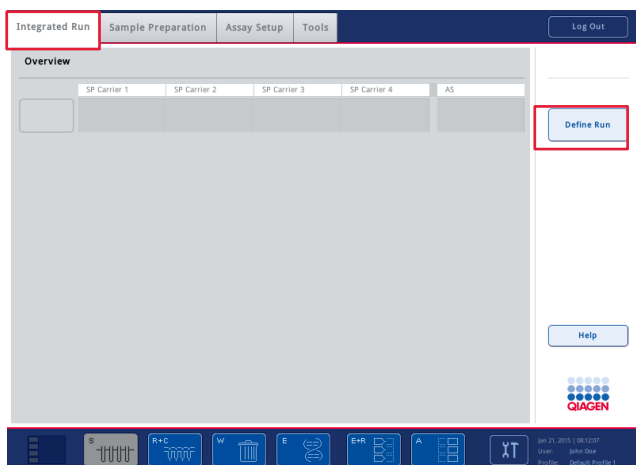 Integrated Run Sample Preparation Assay Setup Tools Log Out
Overview
SP Carrier 1 SP Carrier 2 SP Carrier 3 SP Carrier 4 AS
Define Run
Help
QIAGEN
S R+C W E E+R A
Jan 21, 2015 | 08:12:07
User: John Doe
Profile: Default Profile 1